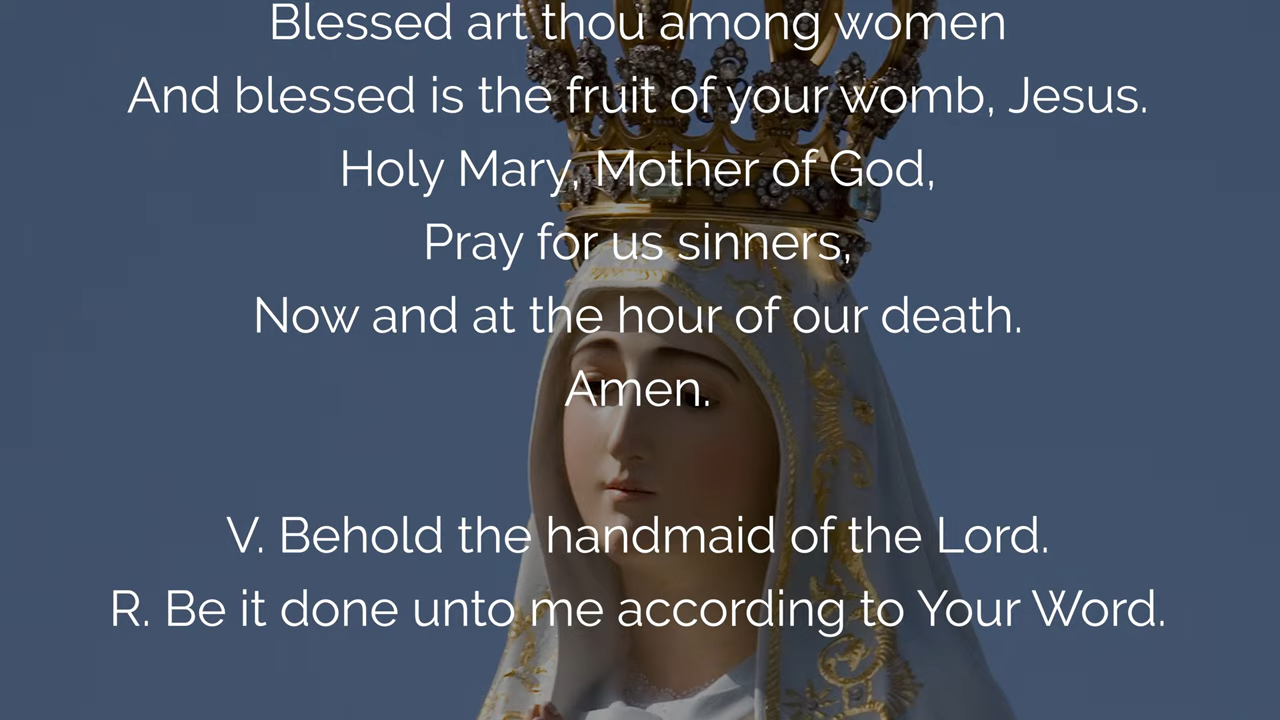 Blessed art thou among women
And blessed is the fruit of your womb, Jesus.
Holy Mary, Mother of God,
Pray for us sinners,
Now and at the hour of our death.
Amen.
V. Behold the handmaid of the Lord.
R. Be it done unto me according to Your Word.